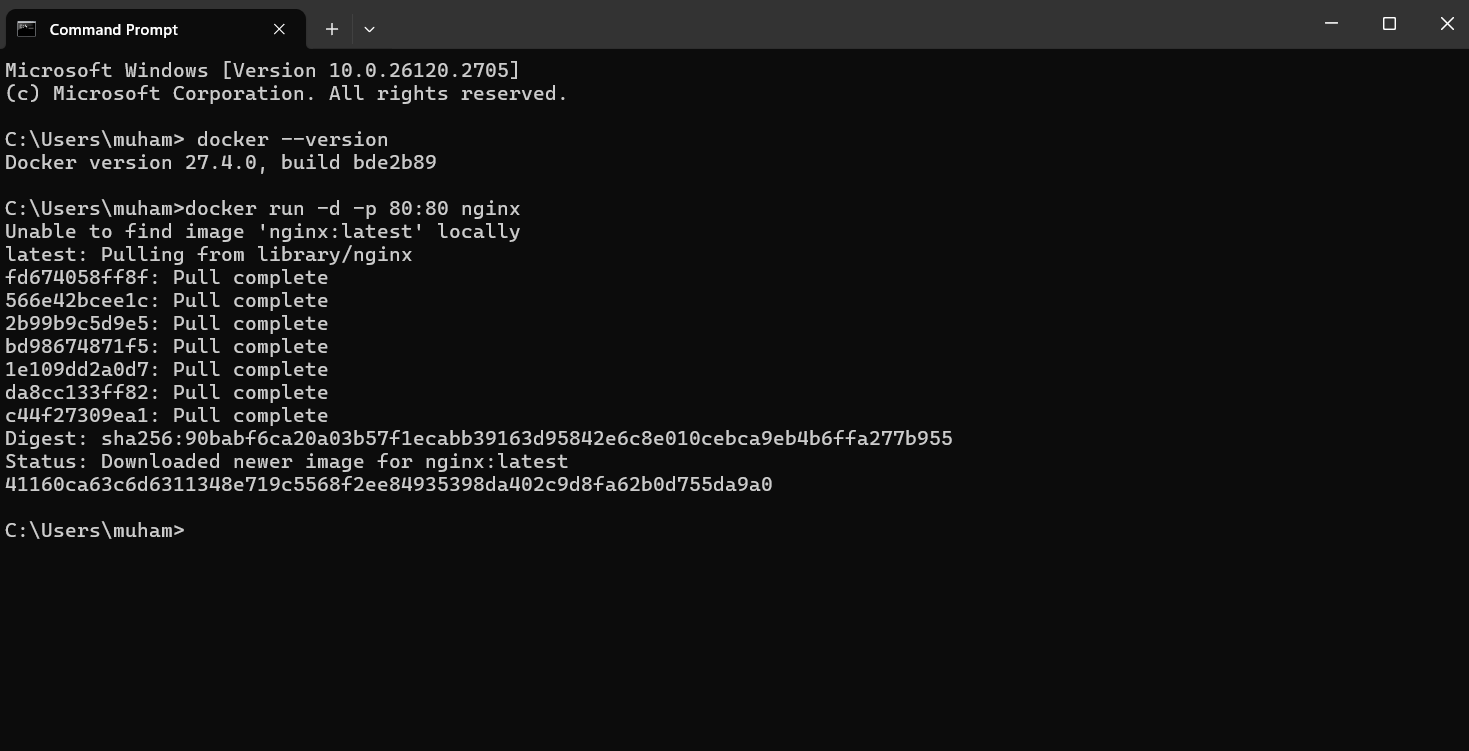 Command Prompt
Microsoft Windows [Version 10.0.26120.2705]
(c) Microsoft Corporation. All rights reserved.
C:\Users\muham> docker --version
Docker version 27.4.0, build bde2b89
C:\Users\muham>docker run -d -p 80:80 nginx
Unable to find image 'nginx:latest' locally
latest: Pulling from library/nginx
fd674058ff8f: Pull complete
566e42bcee1c: Pull complete
2b99b9c5d9e5: Pull complete
bd98674871f5: Pull complete
1e109dd2a0d7: Pull complete
da8cc133ff82: Pull complete
c44f27309ea1: Pull complete
Digest: sha256:90babf6ca20a03b57f1ecabb39163d95842e6c8e010cebca9eb4b6ffa277b955
Status: Downloaded newer image for nginx:latest
41160ca63c6d6311348e719c5568f2ee84935398da402c9d8fa62b0d755da9a0
C:\Users\muham>